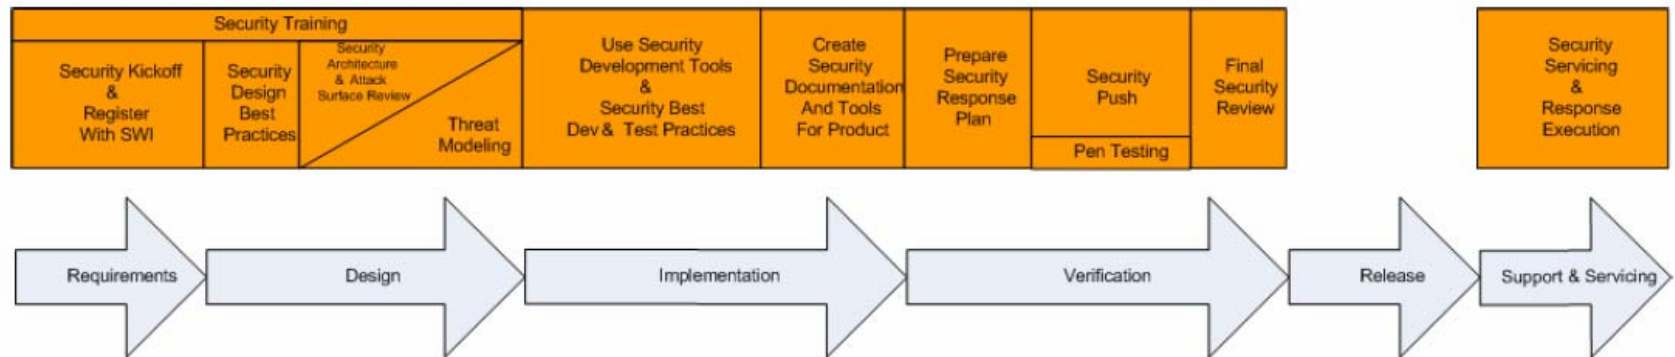 Security Training
Security Kickoff
&
Register
With SWI
Security
Design
Best
Practices
Security
Architecture
& Attack
Surface Review
Threat
Modeling
Use Security
Development Tools
&
Security Best
Dev & Test Practices
Create
Security
Documentation
And Tools
For Product
Prepare
Security
Response
Plan
Security
Push
Pen Testing
Final
Security
Review
Security
Servicing
&
Response
Execution
Requirements
Design
Implementation
Verification
Release
Support & Servicing